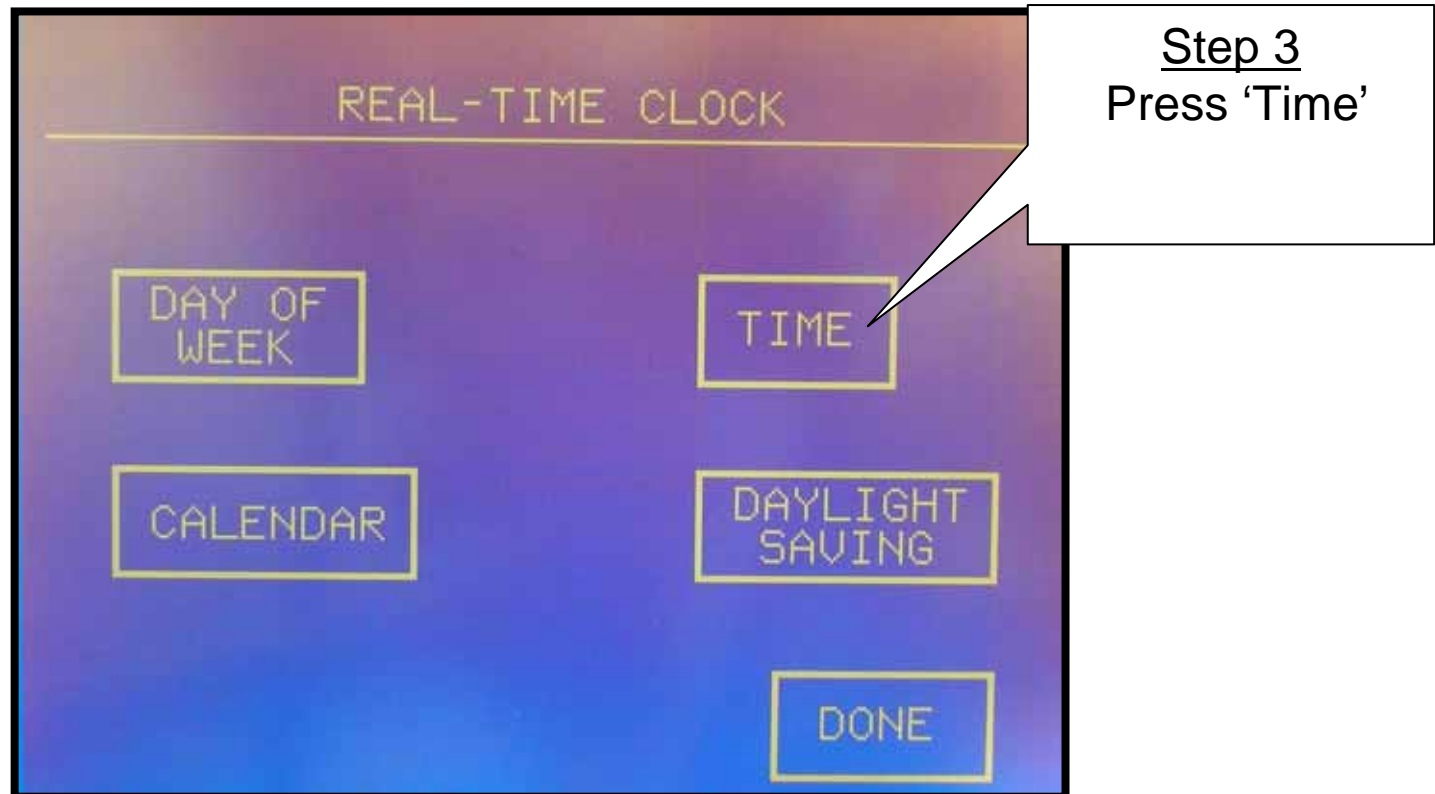 REAL-TIME CLOCK
Step 3
Press ‘Time’
DAY OF
WEEK
TIME
CALENDAR
DAYLIGHT
SAVING
DONE